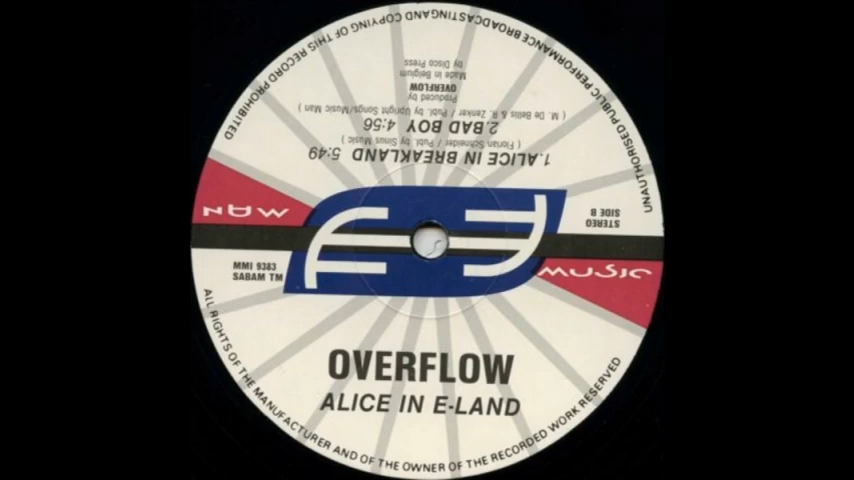 OVERFLOW
ALICE IN E-LAND
MUSIC
MAN
MMI 9383
SABAM TM
STEREO
SIDE B
1.ALICE IN BREAKLAND 5:49
( Florian Schneider / Publ. by Sinus Music )
2.BAD BOY 4:56
( M. De Bellis & R. Zenker / Publ. by Upright Songs/Music Man )
Produced by
OVERFLOW
Made in Belgium
by Disco Press
ALL RIGHTS OF THE MANUFACTURER AND OF THE OWNER OF THE RECORDED WORK RESERVED
UNAUTHORISED PUBLIC PERFORMANCE BROADCASTING AND COPYING OF THIS RECORD PROHIBITED